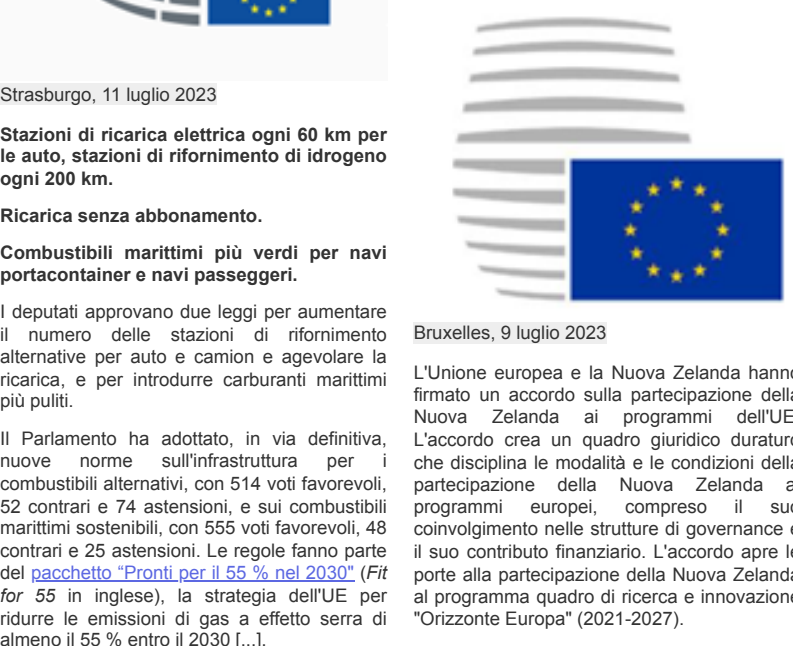 Strasburgo, 11 luglio 2023
Stazioni di ricarica elettrica ogni 60 km per
le auto, stazioni di rifornimento di idrogeno
ogni 200 km.
Ricarica senza abbonamento.
Combustibili marittimi più verdi per navi
portacontainer e navi passeggeri.
I deputati approvano due leggi per aumentare
il numero delle stazioni di rifornimento
alternative per auto e camion e agevolare la
ricarica, e per introdurre carburanti marittimi
più puliti.
Il Parlamento ha adottato, in via definitiva,
nuove norme sull'infrastruttura per i
combustibili alternativi, con 514 voti favorevoli,
52 contrari e 74 astensioni, e sui combustibili
marittimi sostenibili, con 555 voti favorevoli, 48
contrari e 25 astensioni. Le regole fanno parte
del pacchetto “Pronti per il 55 % nel 2030" (Fit
for 55 in inglese), la strategia dell'UE per
ridurre le emissioni di gas a effetto serra di
almeno il 55 % entro il 2030 [...].
Bruxelles, 9 luglio 2023
L'Unione europea e la Nuova Zelanda hanno
firmato un accordo sulla partecipazione della
Nuova Zelanda ai programmi dell'UE
L'accordo crea un quadro giuridico duraturo
che disciplina le modalità e le condizioni della
partecipazione della Nuova Zelanda ai
programmi europei, compreso il suo
coinvolgimento nelle strutture di governance e
il suo contributo finanziario. L'accordo apre le
porte alla partecipazione della Nuova Zelanda
al programma quadro di ricerca e innovazione
"Orizzonte Europa" (2021-2027).